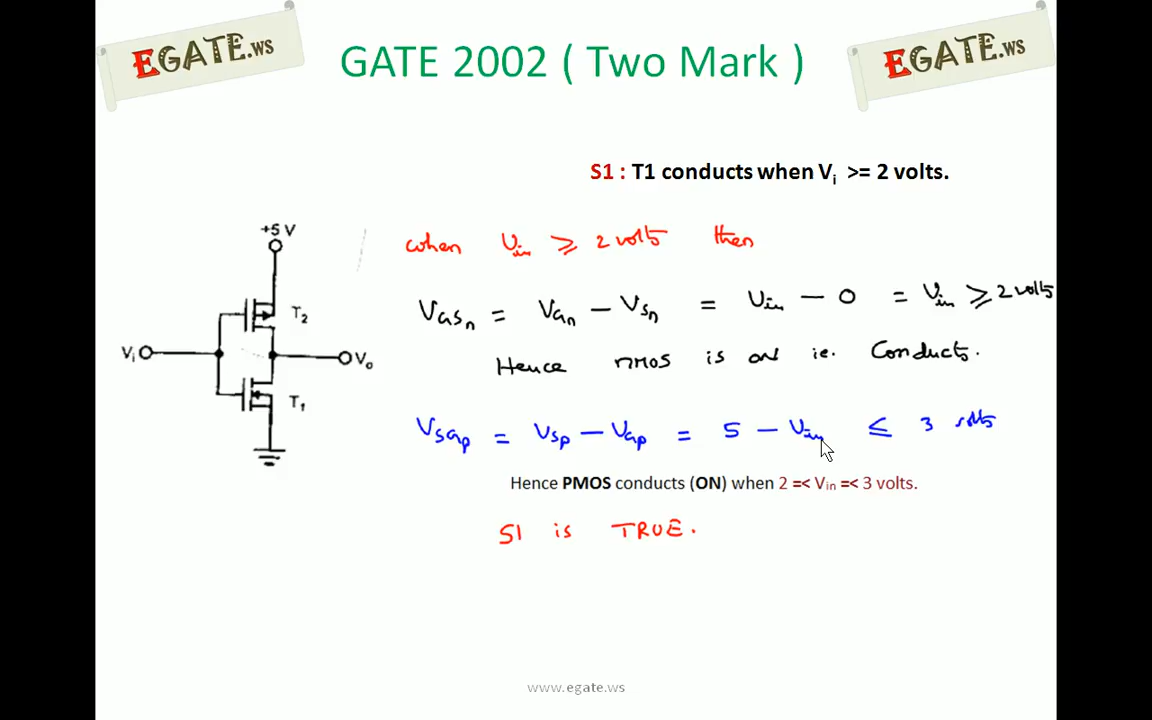 EGATE.ws
GATE 2002 ( Two Mark )
EGATE.ws
S1 : T1 conducts when Vi >= 2 volts.
when Vin ≥ 2 volts then
+5 V
T2
Vi
Vo
T1
VGSn = VGn − VSn = Vin − 0 = Vin ≥ 2 volts
Hence nMOS is ON ie. Conducts.
VSGp = VSp − VGp = 5 − Vin ≤ 3 volts
Hence PMOS conducts (ON) when 2 =< Vin =< 3 volts.
S1 is TRUE.
www.egate.ws